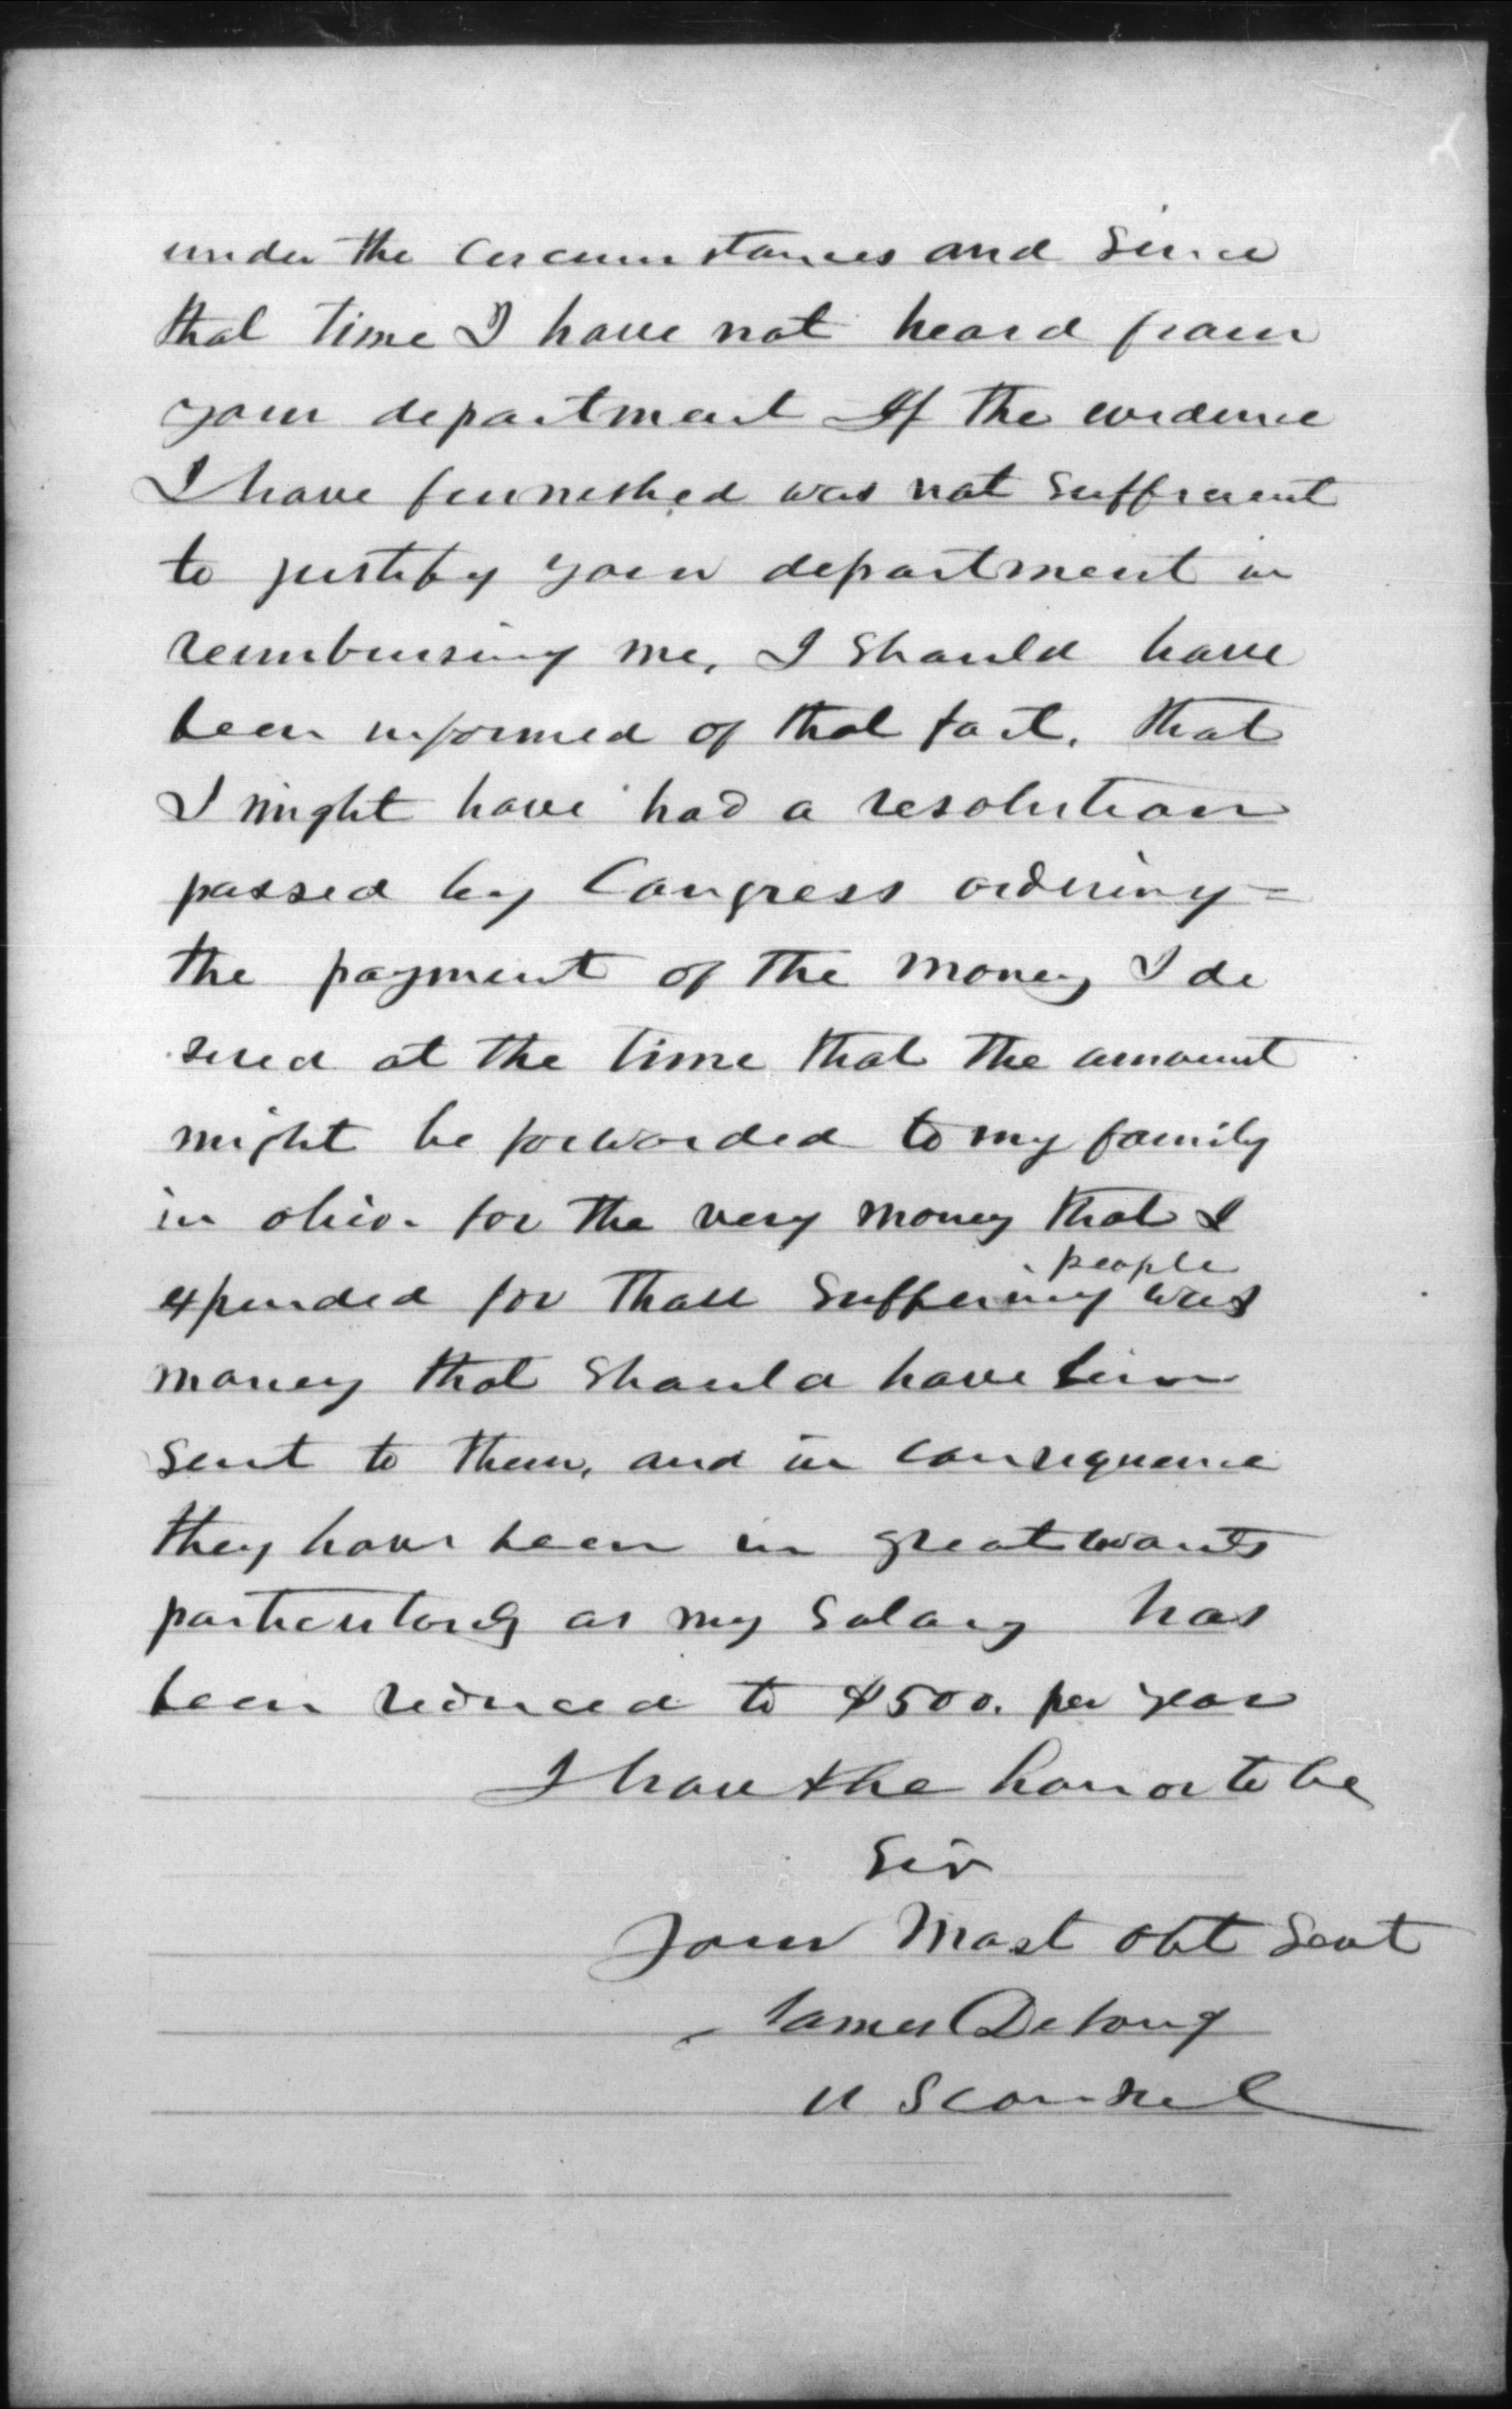 under the circumstances and since
that time I have not heard from
your department If the evidence
I have furnished was not sufficient
to justify your department in
reimbursing me, I should have
been informed of that fact, that
I might have had a resolution
passed by Congress ordering=
the payment of the money I de
sired at the time that the amount
might be forwarded to my family
in ohio. for the very money that I
people
expended for those suffering was
money that should have been
sent to them, and in consequence
they have been in great wants
particularly as my salary has
been reduced to $500. per year
I have the honor to be
Sir
Your Most Obt Sevt
James DeLong
U S Consul